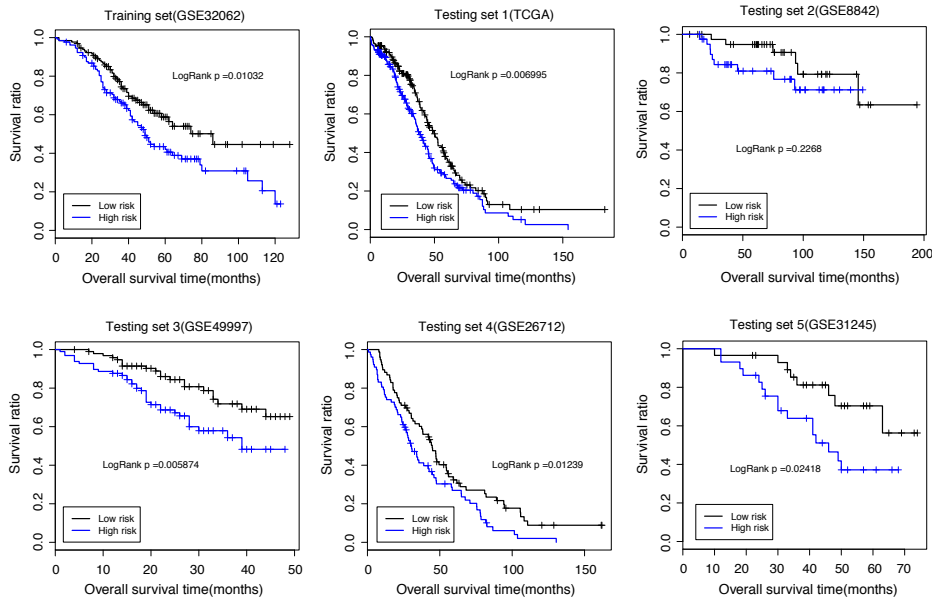 Training set(GSE32062)
Survival ratio
1.0
0.8
0.6
0.4
0.2
0.0
LogRank p =0.01032
Low risk
High risk
0 20 40 60 80 100 120
Overall survival time(months)
Testing set 1(TCGA)
Survival ratio
1.0
0.8
0.6
0.4
0.2
0.0
LogRank p =0.006995
Low risk
High risk
0 50 100 150
Overall survival time(months)
Testing set 2(GSE8842)
Survival ratio
1.0
0.8
0.6
0.4
0.2
0.0
LogRank p =0.2268
Low risk
High risk
0 50 100 150 200
Overall survival time(months)
Testing set 3(GSE49997)
Survival ratio
1.0
0.8
0.6
0.4
0.2
0.0
LogRank p =0.005874
Low risk
High risk
0 10 20 30 40 50
Overall survival time(months)
Testing set 4(GSE26712)
Survival ratio
1.0
0.8
0.6
0.4
0.2
0.0
LogRank p =0.01239
Low risk
High risk
0 50 100 150
Overall survival time(months)
Testing set 5(GSE31245)
Survival ratio
1.0
0.8
0.6
0.4
0.2
0.0
LogRank p =0.02418
Low risk
High risk
0 10 20 30 40 50 60 70
Overall survival time(months)